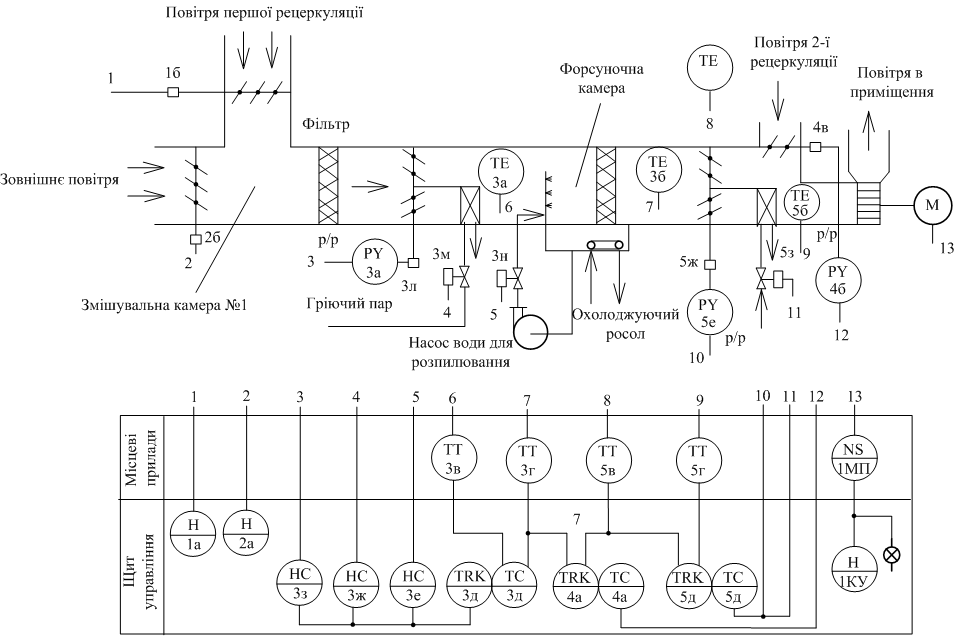 Повітря першої рецеркуляції
1
1б
TE
8
Повітря 2-ї
рецеркуляції
Форсуночна
камера
Повітря в
приміщення
4в
Фільтр
Зовнішнє повітря
TE
3а
6
TE
3б
7
TE
5б
9
р/р
M
13
2б
2
р/р
3
PY
3а
3л
3м
4
3н
5
5ж
5з
11
PY
4б
12
PY
5е
10
р/р
Змішувальна камера №1
Гріючий пар
Насос води для
розпилювання
Охолоджуючий
росол
1
2
3
4
5
6
7
8
9
10
11
12
13
Місцеві
прилади
TT
3в
TT
3г
TT
5в
TT
5г
NS
1МП
Щит
управління
H
1а
H
2а
7
HC
3з
HC
3ж
HC
3е
TRK
3д
TC
3д
TRK
4а
TC
4а
TRK
5д
TC
5д
H
1КУ